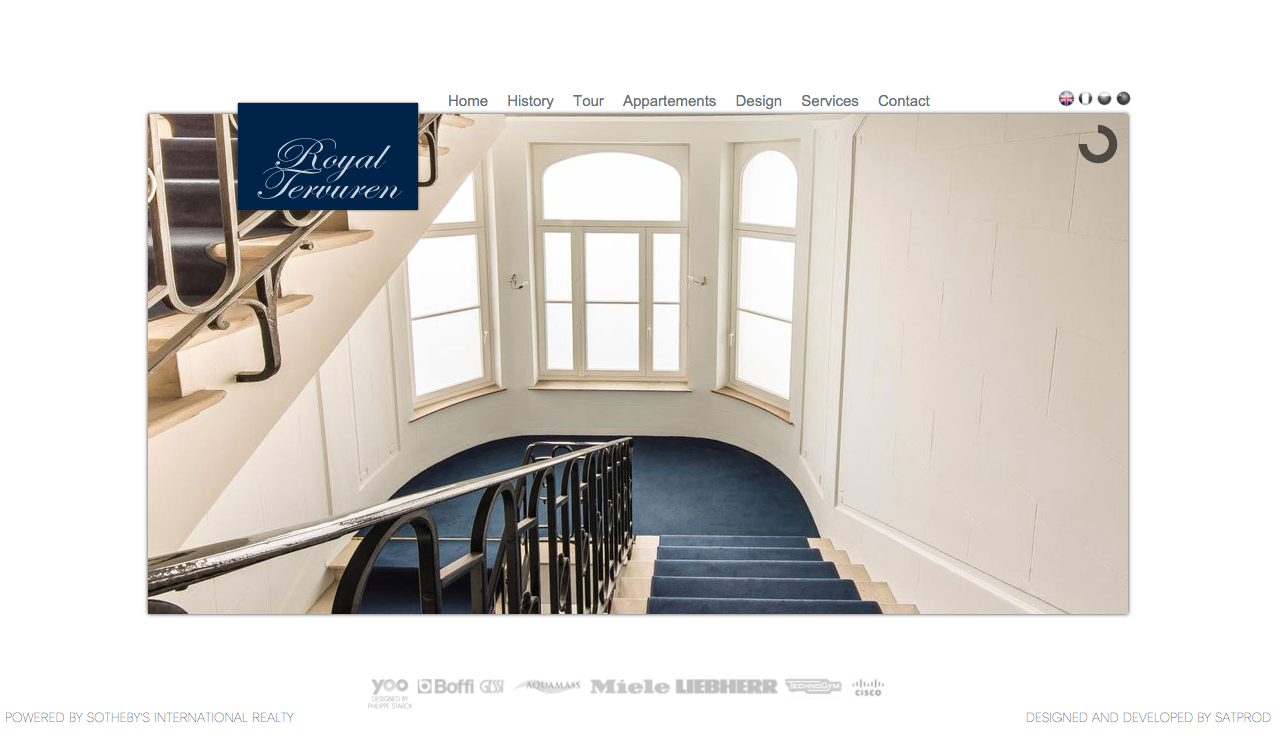 Home History Tour Appartements Design Services Contact
Royal
Tervuren
yoo Boffi GESSI AQUAMASS Miele LIEBHERR TECHNOGYM CISCO
DESIGNED BY
PHILIPPE STARCK
POWERED BY SOTHEBY'S INTERNATIONAL REALTY
DESIGNED AND DEVELOPED BY SATPROD